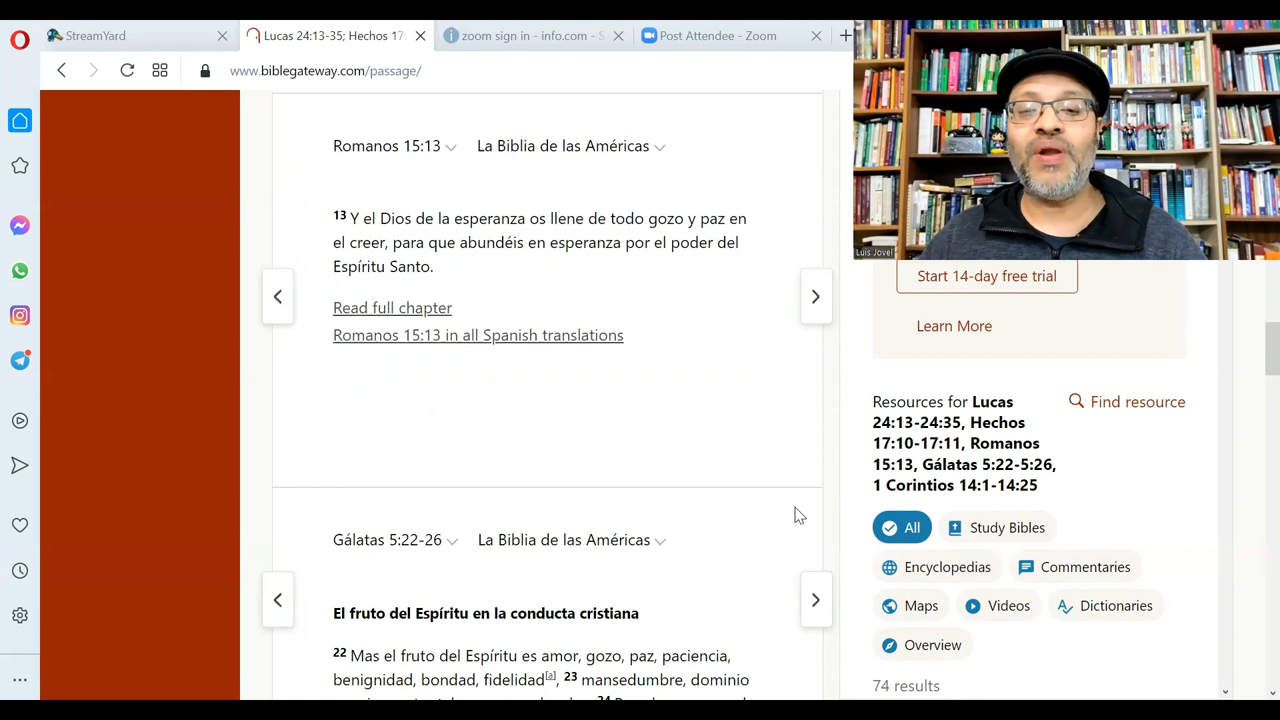 StreamYard
Lucas 24:13-35; Hechos 17:
zoom sign in - info.com - S
Post Attendee - Zoom
www.biblegateway.com/passage/
Romanos 15:13 La Biblia de las Américas
13 Y el Dios de la esperanza os llene de todo gozo y paz en
el creer, para que abundéis en esperanza por el poder del
Espíritu Santo.
Read full chapter
Romanos 15:13 in all Spanish translations
Gálatas 5:22-26 La Biblia de las Américas
El fruto del Espíritu en la conducta cristiana
22 Mas el fruto del Espíritu es amor, gozo, paz, paciencia,
benignidad, bondad, fidelidad[a], 23 mansedumbre, dominio
Luis Jovel
Start 14-day free trial
Learn More
Resources for Lucas
24:13-24:35, Hechos
17:10-17:11, Romanos
15:13, Gálatas 5:22-5:26,
1 Corintios 14:1-14:25
Find resource
All
Study Bibles
Encyclopedias
Commentaries
Maps
Videos
Dictionaries
Overview
74 results